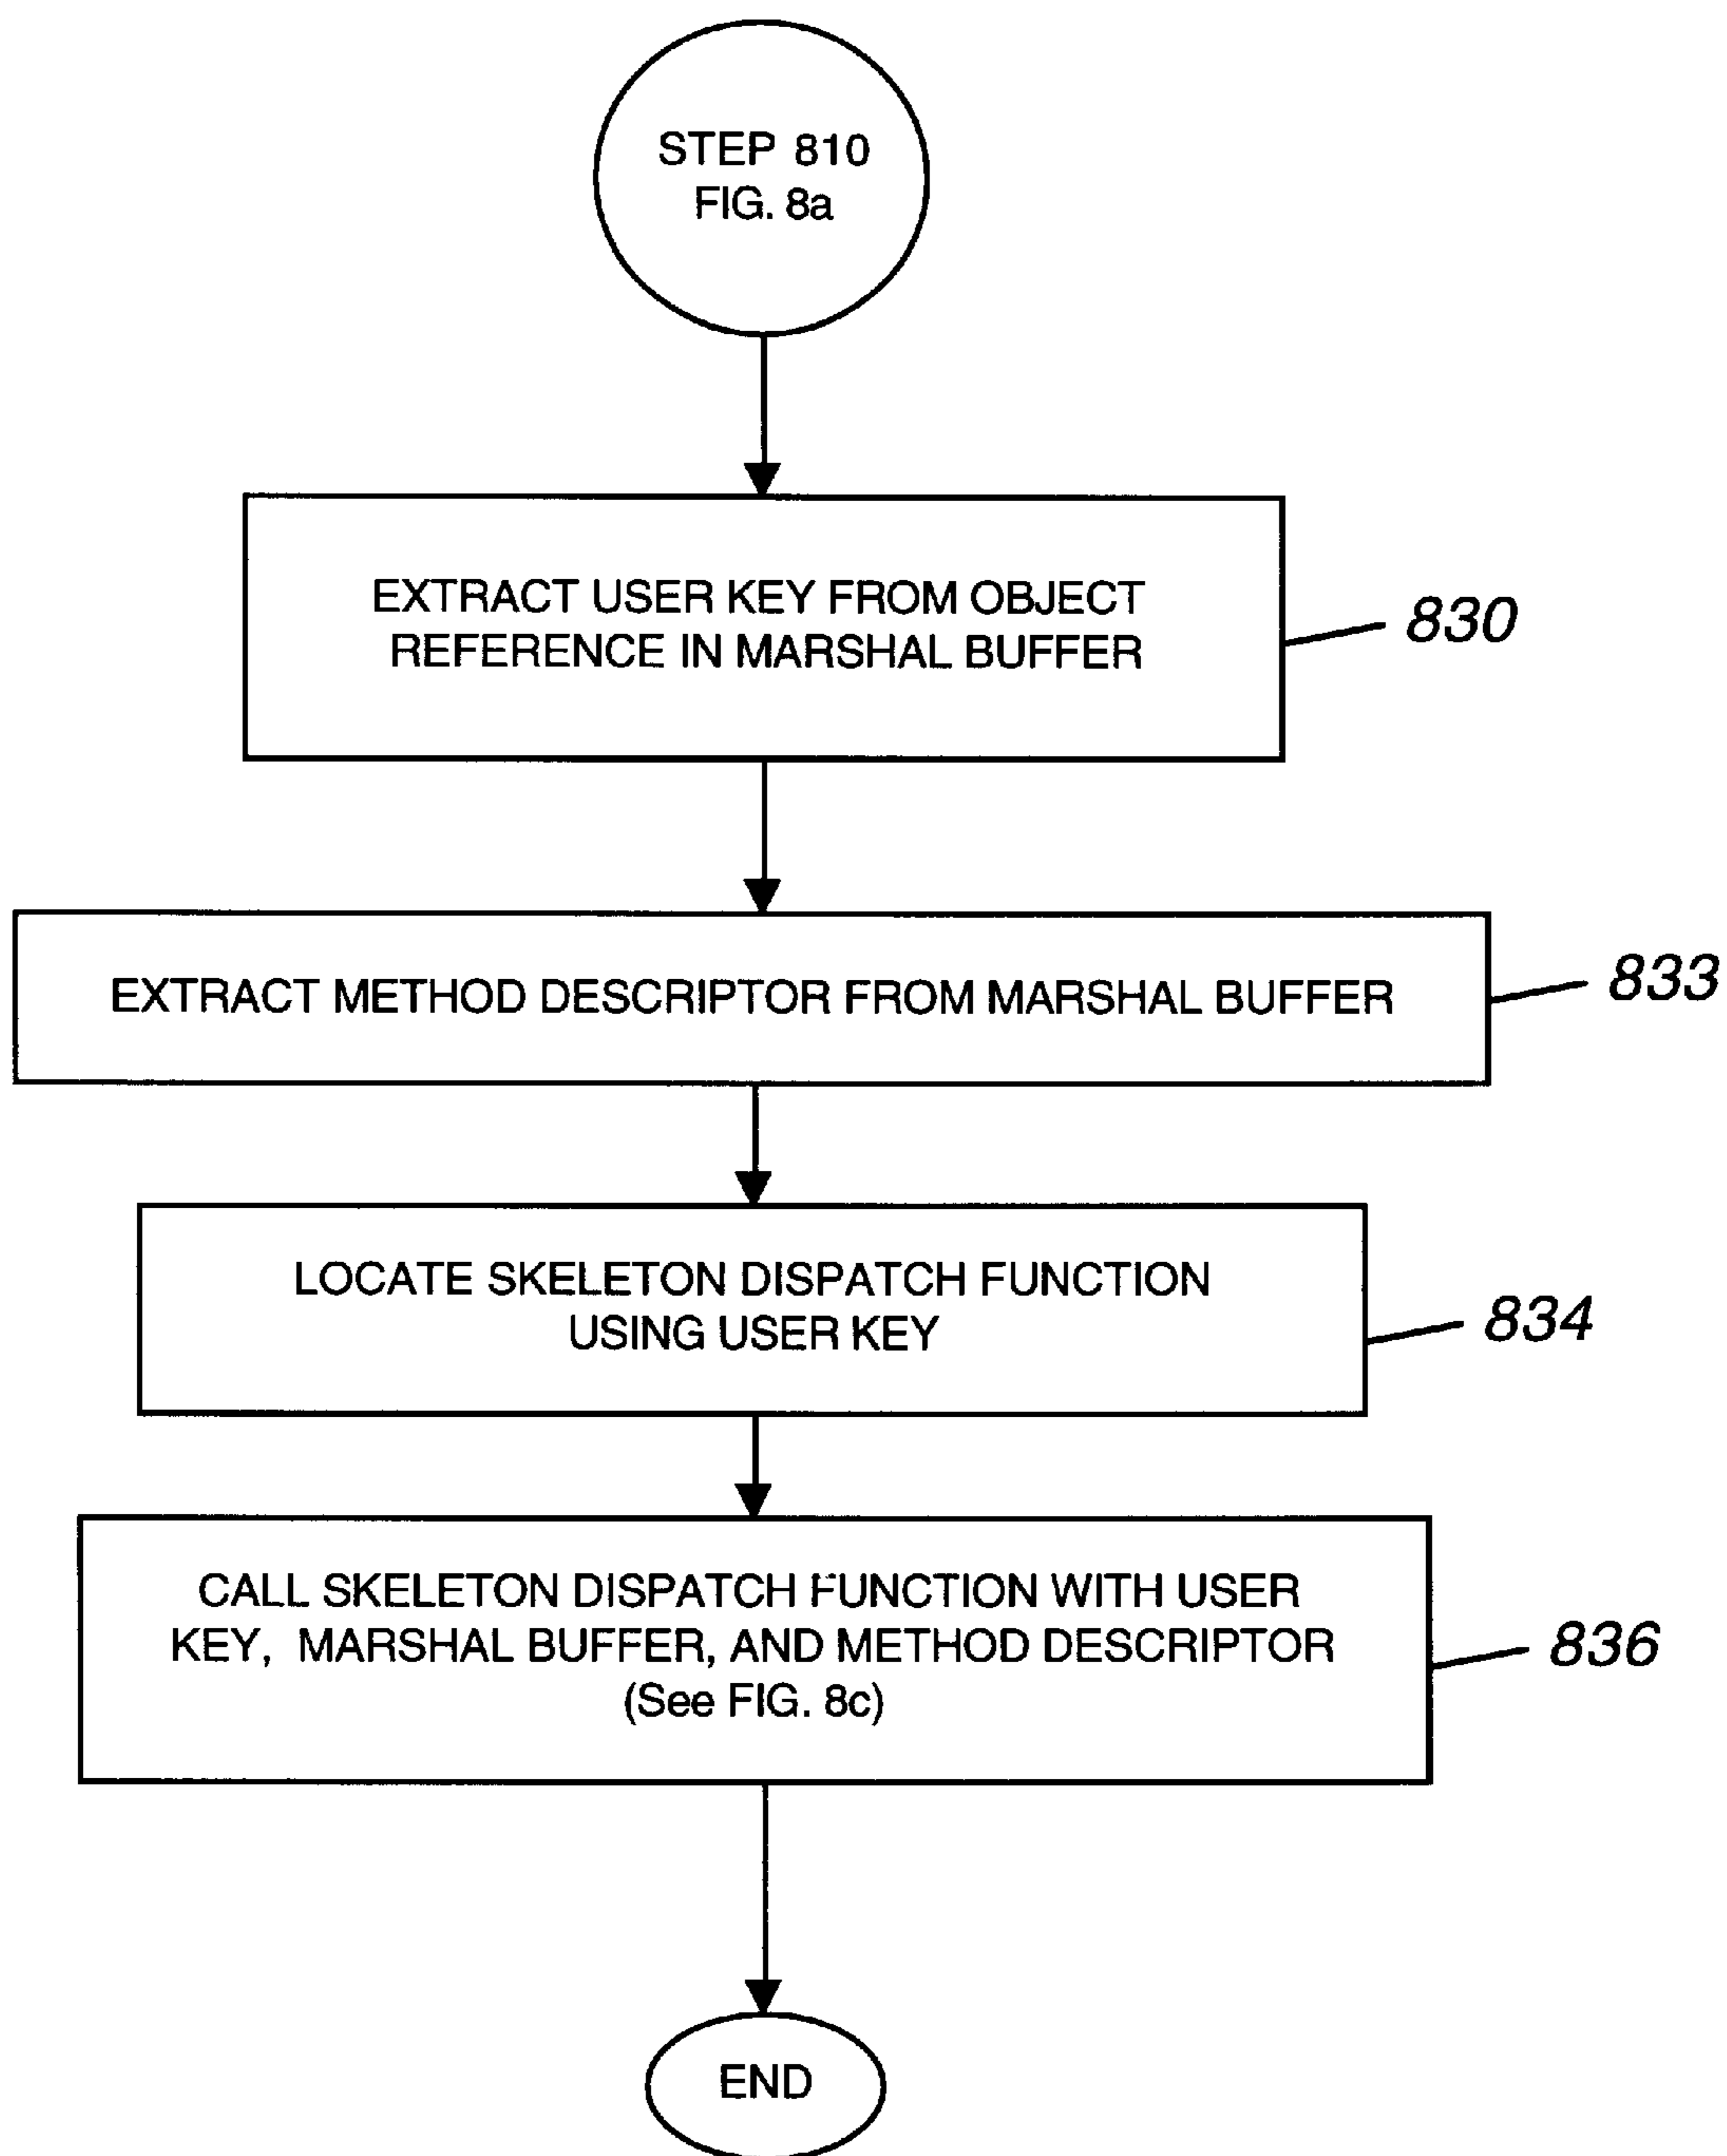 STEP 810
FIG. 8a
EXTRACT USER KEY FROM OBJECT
REFERENCE IN MARSHAL BUFFER
830
EXTRACT METHOD DESCRIPTOR FROM MARSHAL BUFFER
833
LOCATE SKELETON DISPATCH FUNCTION
USING USER KEY
834
CALL SKELETON DISPATCH FUNCTION WITH USER
KEY, MARSHAL BUFFER, AND METHOD DESCRIPTOR
(See FIG. 8c)
836
END